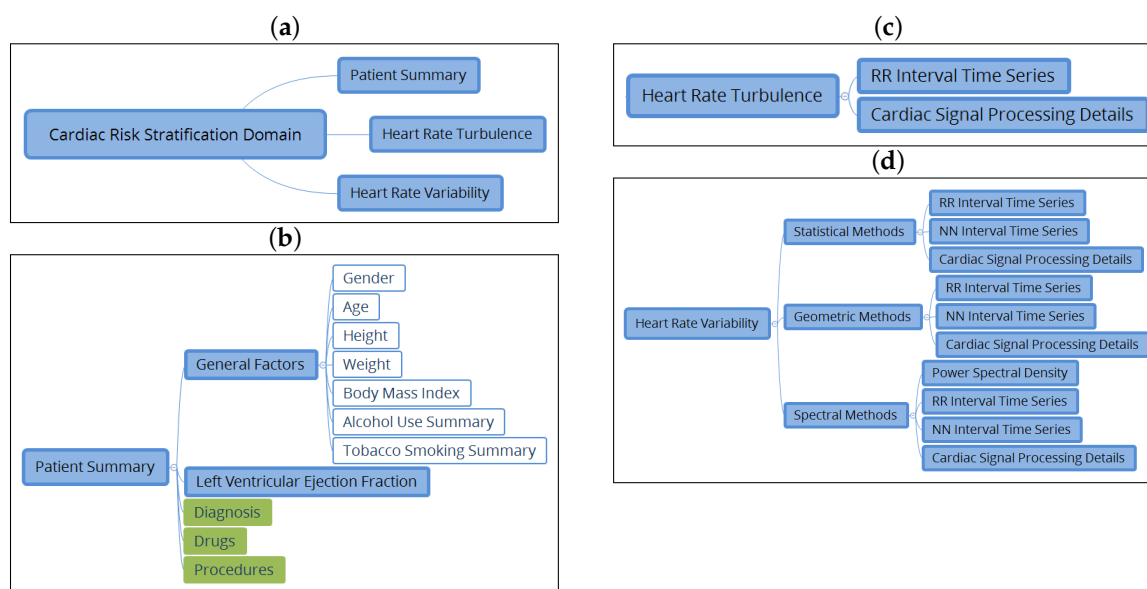 (a)
Cardiac Risk Stratification Domain
Patient Summary
Heart Rate Turbulence
Heart Rate Variability
(b)
Patient Summary
General Factors
Gender
Age
Height
Weight
Body Mass Index
Alcohol Use Summary
Tobacco Smoking Summary
Left Ventricular Ejection Fraction
Diagnosis
Drugs
Procedures
(c)
Heart Rate Turbulence
RR Interval Time Series
Cardiac Signal Processing Details
(d)
Heart Rate Variability
Statistical Methods
RR Interval Time Series
NN Interval Time Series
Cardiac Signal Processing Details
Geometric Methods
RR Interval Time Series
NN Interval Time Series
Cardiac Signal Processing Details
Spectral Methods
Power Spectral Density
RR Interval Time Series
NN Interval Time Series
Cardiac Signal Processing Details